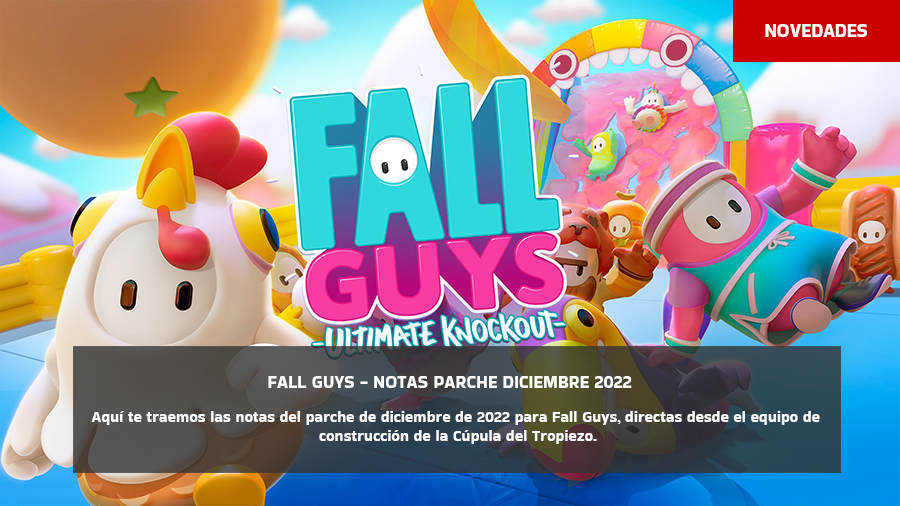 NOVEDADES
FALL
GUYS
-ULTIMATE KNOCKOUT-
FALL GUYS – NOTAS PARCHE DICIEMBRE 2022
Aquí te traemos las notas del parche de diciembre de 2022 para Fall Guys, directas desde el equipo de
construcción de la Cúpula del Tropiezo.